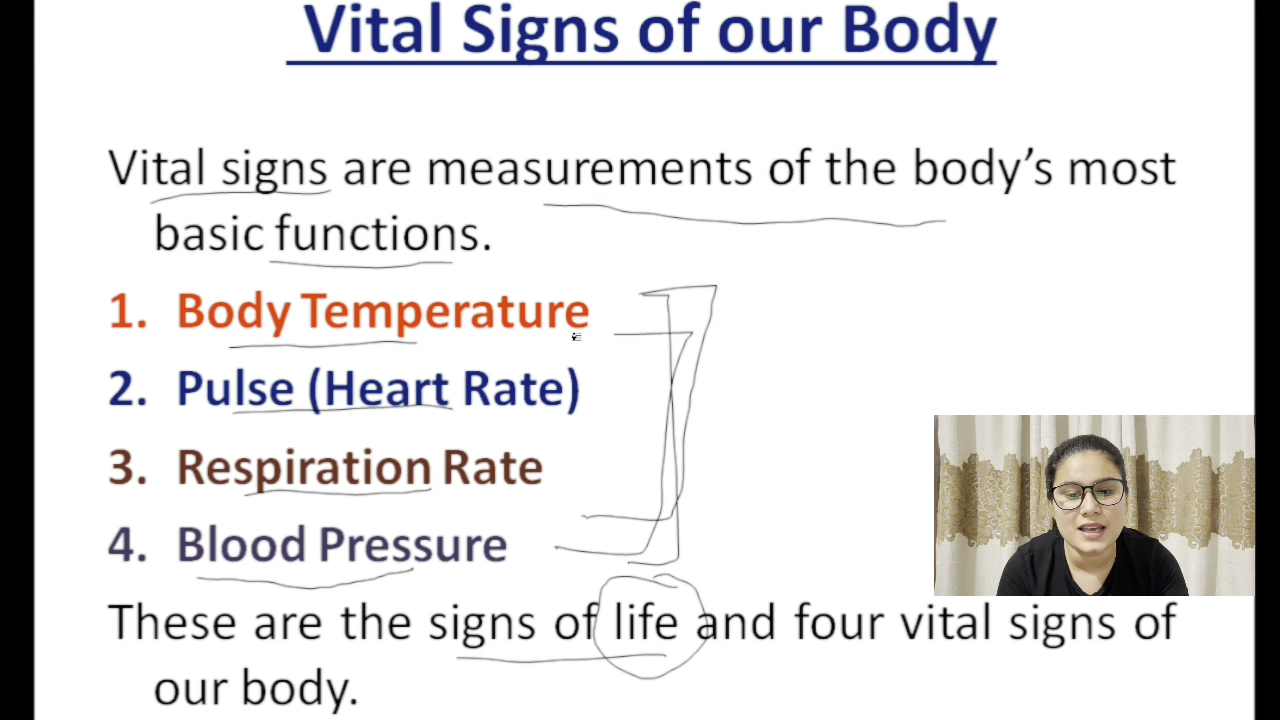 Vital Signs of our Body
Vital signs are measurements of the body’s most
basic functions.
1. Body Temperature
2. Pulse (Heart Rate)
3. Respiration Rate
4. Blood Pressure
These are the signs of life and four vital signs of
our body.